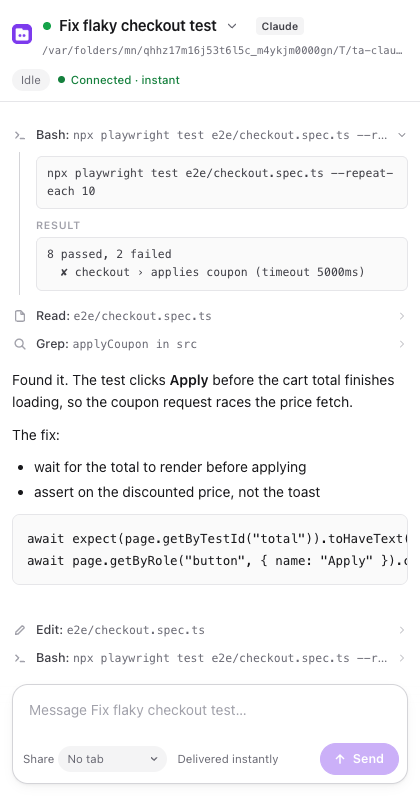 Fix flaky checkout test
Claude
/var/folders/mn/qhhz17m16j53t6l5c_m4ykjm0000gn/T/ta-clau…
Idle
Connected · instant
Bash: npx playwright test e2e/checkout.spec.ts --r…
npx playwright test e2e/checkout.spec.ts --repeat-
each 10
RESULT
8 passed, 2 failed
✘ checkout › applies coupon (timeout 5000ms)
Read: e2e/checkout.spec.ts
Grep: applyCoupon in src
Found it. The test clicks Apply before the cart total finishes
loading, so the coupon request races the price fetch.
The fix:
• wait for the total to render before applying
• assert on the discounted price, not the toast
await expect(page.getByTestId("total")).toHaveText(
await page.getByRole("button", { name: "Apply" }).c
Edit: e2e/checkout.spec.ts
Bash: npx playwright test e2e/checkout.spec.ts --r…
Message Fix flaky checkout test…
Share No tab Delivered instantly Send